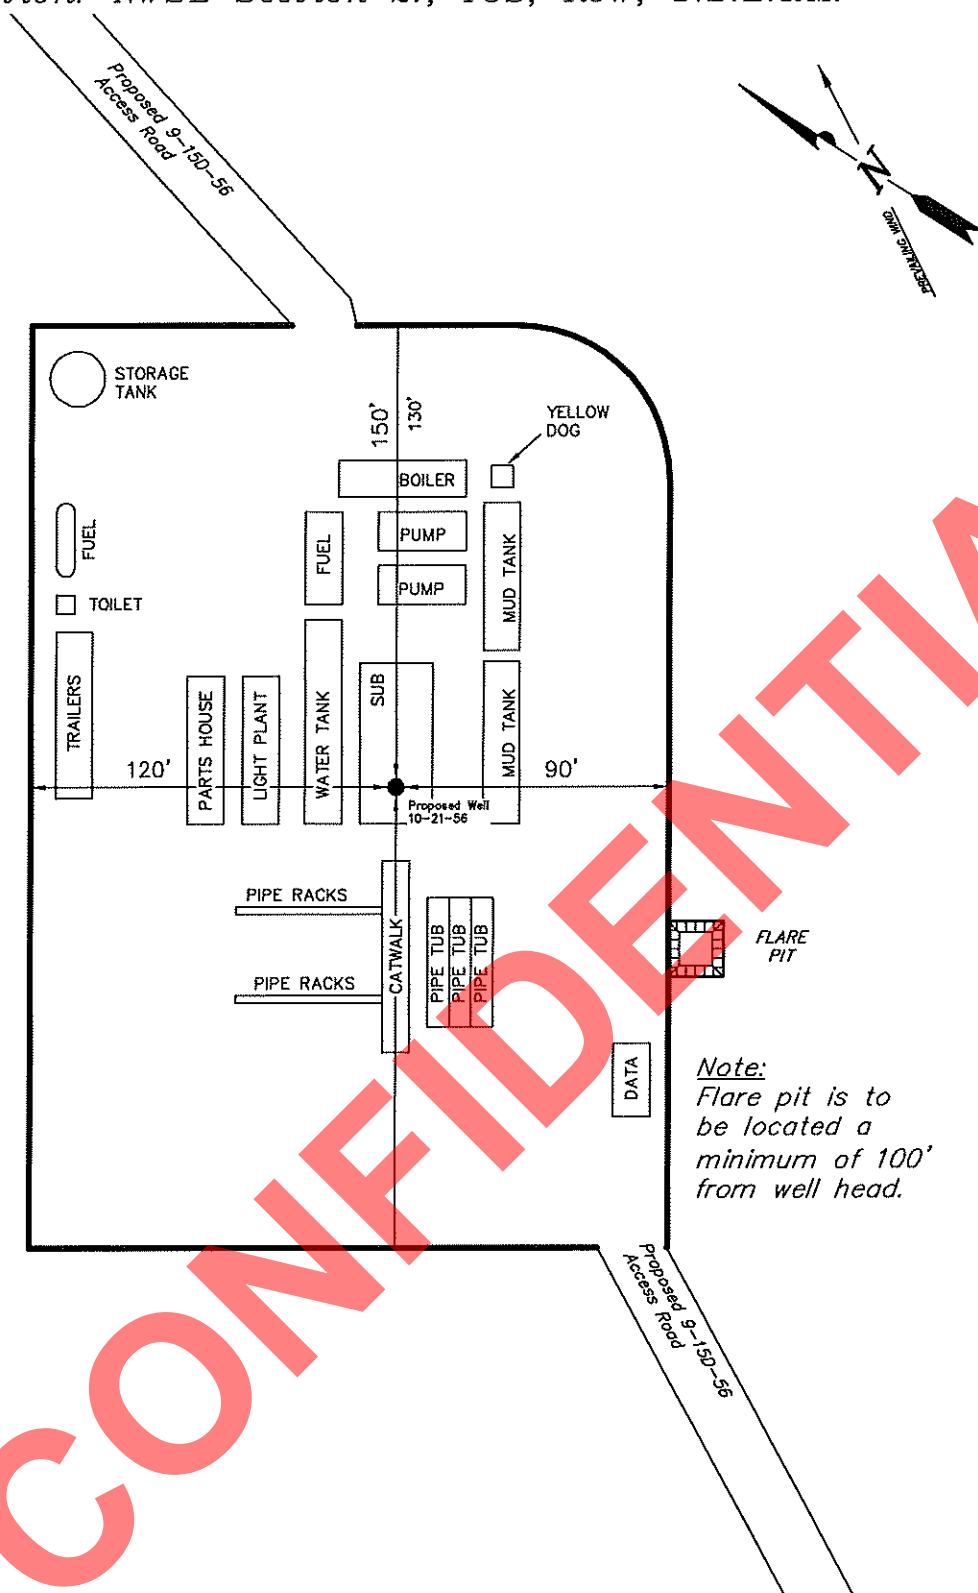 Proposed 9-15D-56
Access Road
N
PREVAILING WIND
STORAGE
TANK
150'
130'
YELLOW
DOG
BOILER
FUEL
FUEL
PUMP
MUD TANK
PUMP
TOILET
TRAILERS
PARTS HOUSE
LIGHT PLANT
WATER TANK
SUB
MUD TANK
120'
90'
Proposed Well
10-21-56
PIPE RACKS
CATWALK
PIPE TUB
PIPE TUB
PIPE TUB
FLARE
PIT
PIPE RACKS
DATA
Note:
Flare pit is to
be located a
minimum of 100'
from well head.
Proposed 9-15D-56
Access Road
CONFIDENTIA